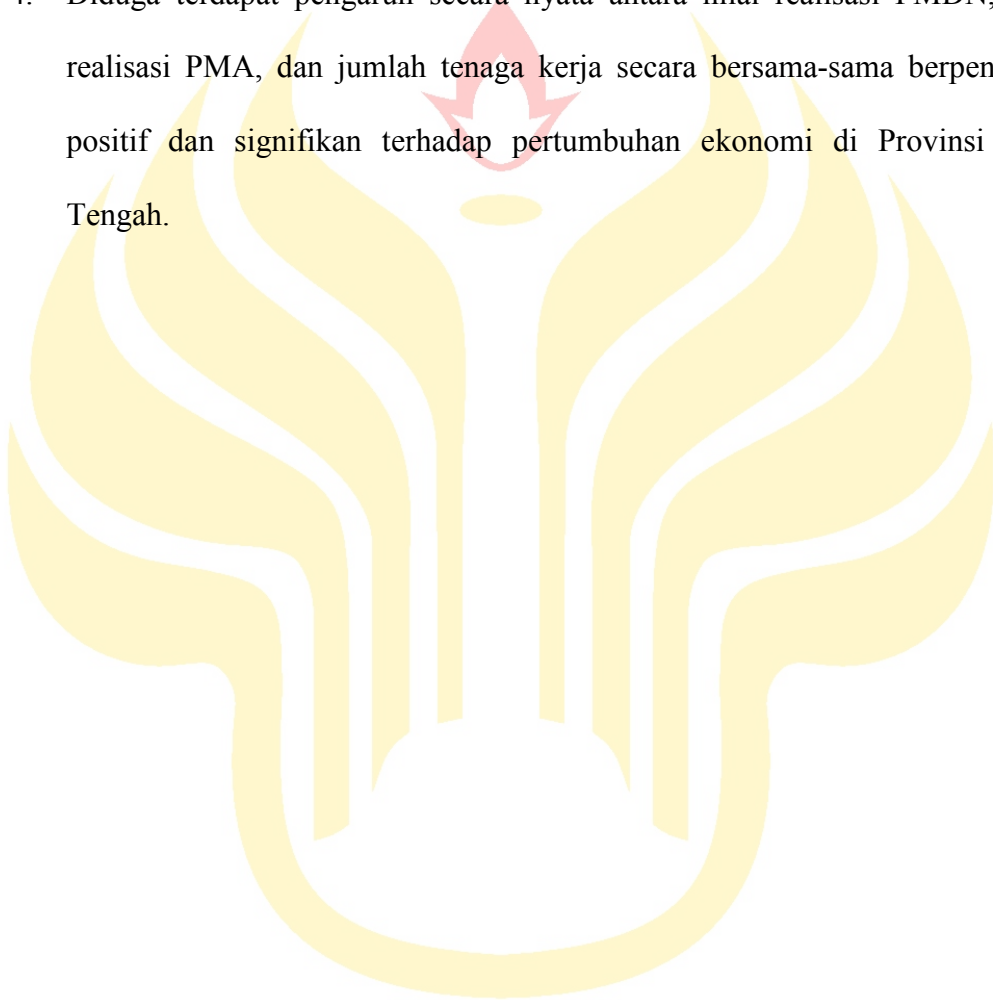 4. Diduga terdapat pengaruh secara nyata antara nilai realisasi PMDN,
realisasi PMA, dan jumlah tenaga kerja secara bersama-sama berpen
positif dan signifikan terhadap pertumbuhan ekonomi di Provinsi
Tengah.